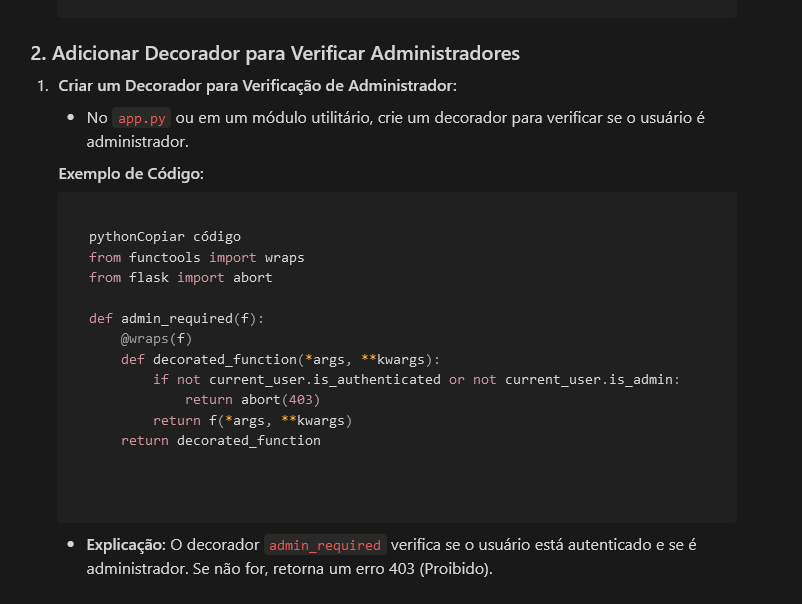 2. Adicionar Decorador para Verificar Administradores
1. Criar um Decorador para Verificação de Administrador:
• No app.py ou em um módulo utilitário, crie um decorador para verificar se o usuário é
administrador.
Exemplo de Código:
pythonCopiar código
from functools import wraps
from flask import abort
def admin_required(f):
    @wraps(f)
    def decorated_function(*args, **kwargs):
        if not current_user.is_authenticated or not current_user.is_admin:
            return abort(403)
        return f(*args, **kwargs)
    return decorated_function
• Explicação: O decorador admin_required verifica se o usuário está autenticado e se é
administrador. Se não for, retorna um erro 403 (Proibido).